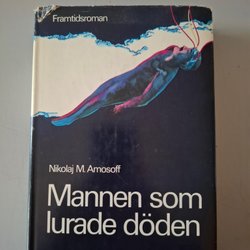 Framtidsroman
Nikolaj M. Amosoff
Mannen som
lurade döden